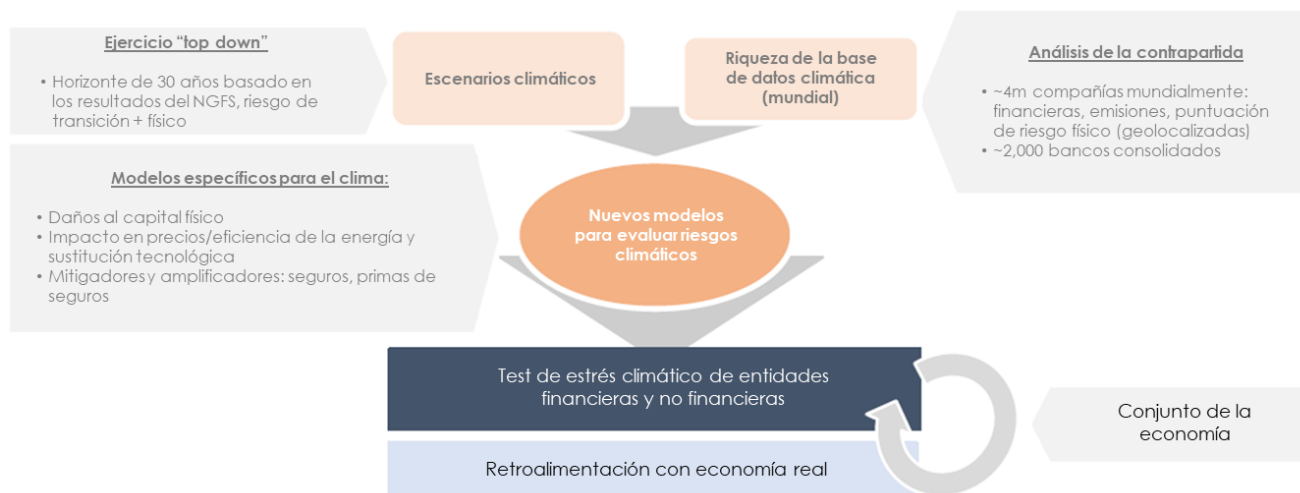 Ejercicio “top down”
• Horizonte de 30 años basado en
los resultados del NGFS, riesgo de
transición + físico
Escenarios climáticos
Riqueza de la base
de datos climática
(mundial)
Análisis de la contrapartida
• ~4m compañías mundialmente:
financieras, emisiones, puntuación
de riesgo físico (geolocalizadas)
• ~2,000 bancos consolidados
Modelos específicos para el clima:
• Daños al capital físico
• Impacto en precios/eficiencia de la energía y
sustitución tecnológica
• Mitigadores y amplificadores: seguros, primas de
seguros
Nuevos modelos
para evaluar riesgos
climáticos
Test de estrés climático de entidades
financieras y no financieras
Conjunto de la
economía
Retroalimentación con economía real